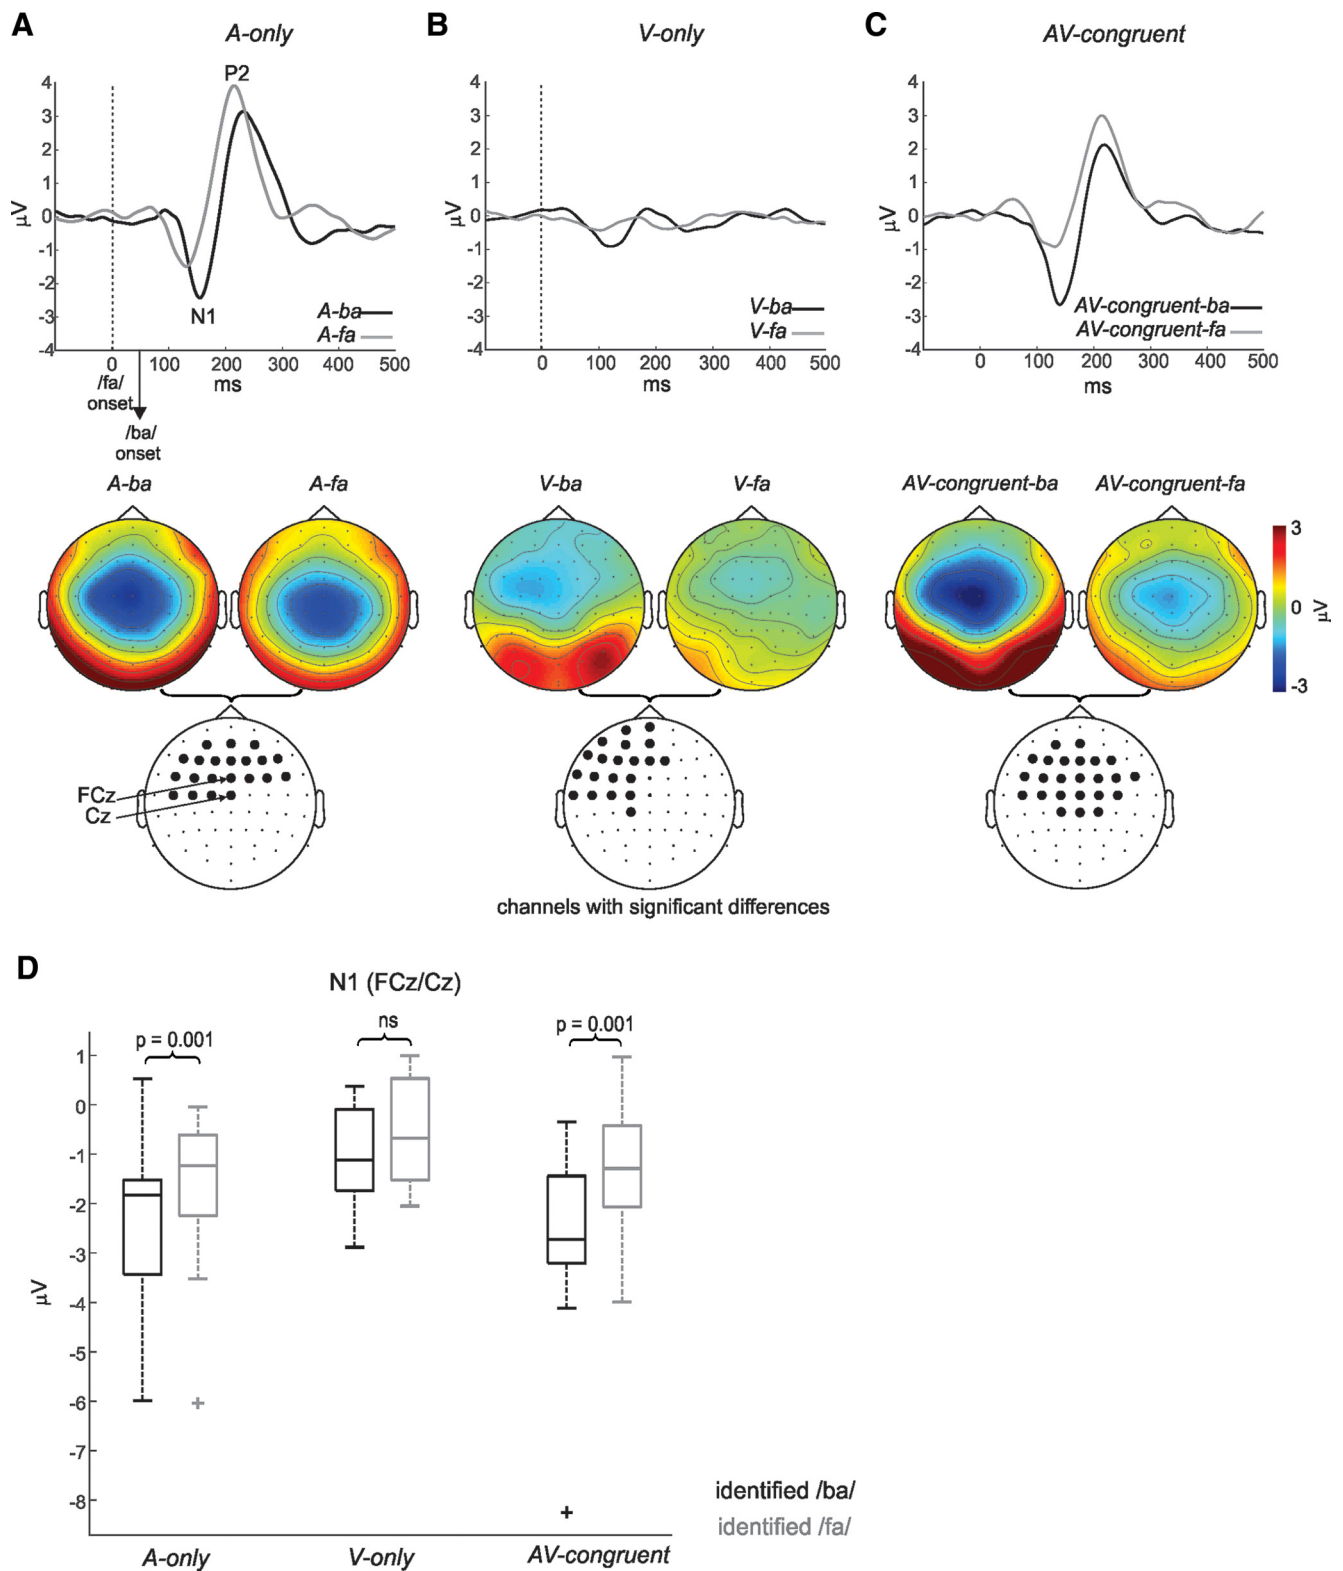 A
A-only
B
V-only
C
AV-congruent
4
3
2
1
0
-1
-2
-3
-4
µV
P2
N1
A-ba
A-fa
0
100
200
300
400
500
ms
/fa/
onset
/ba/
onset
4
3
2
1
0
-1
-2
-3
-4
µV
V-ba
V-fa
0
100
200
300
400
500
ms
4
3
2
1
0
-1
-2
-3
-4
µV
AV-congruent-ba
AV-congruent-fa
0
100
200
300
400
500
ms
A-ba
A-fa
V-ba
V-fa
AV-congruent-ba
AV-congruent-fa
3
0
-3
µV
FCz
Cz
channels with significant differences
D
N1 (FCz/Cz)
p = 0.001
ns
p = 0.001
1
0
-1
-2
-3
-4
-5
-6
-7
-8
µV
identified /ba/
identified /fa/
A-only
V-only
AV-congruent